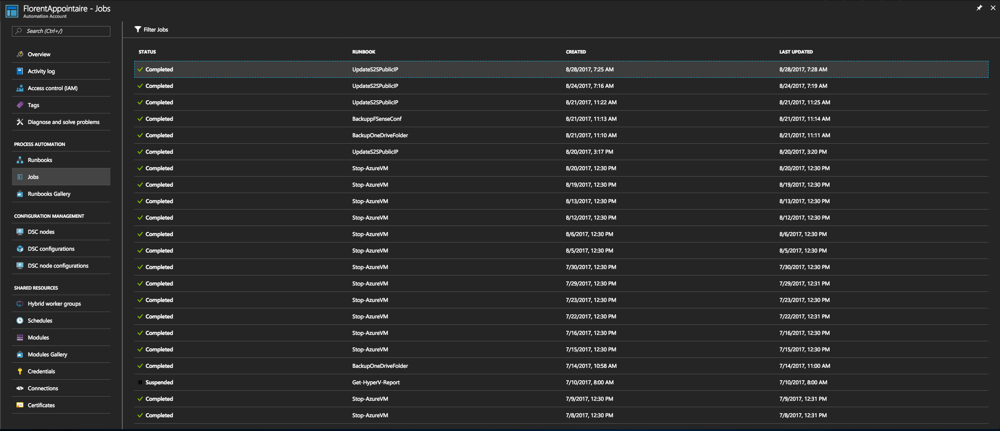 FlorentAppointaire - Jobs
Automation Account
Search (Ctrl+/)
Overview
Activity log
Access control (IAM)
Tags
Diagnose and solve problems
PROCESS AUTOMATION
Runbooks
Jobs
Runbooks Gallery
CONFIGURATION MANAGEMENT
DSC nodes
DSC configurations
DSC node configurations
SHARED RESOURCES
Hybrid worker groups
Schedules
Modules
Modules Gallery
Credentials
Connections
Certificates
Filter Jobs
STATUS RUNBOOK CREATED LAST UPDATED
Completed UpdateS2SPublicIP 8/28/2017, 7:25 AM 8/28/2017, 7:28 AM
Completed UpdateS2SPublicIP 8/24/2017, 7:16 AM 8/24/2017, 7:19 AM
Completed UpdateS2SPublicIP 8/21/2017, 11:22 AM 8/21/2017, 11:25 AM
Completed BackuppFSenseConf 8/21/2017, 11:13 AM 8/21/2017, 11:14 AM
Completed BackupOneDriveFolder 8/21/2017, 11:10 AM 8/21/2017, 11:11 AM
Completed UpdateS2SPublicIP 8/20/2017, 3:17 PM 8/20/2017, 3:20 PM
Completed Stop-AzureVM 8/20/2017, 12:30 PM 8/20/2017, 12:30 PM
Completed Stop-AzureVM 8/19/2017, 12:30 PM 8/19/2017, 12:30 PM
Completed Stop-AzureVM 8/13/2017, 12:30 PM 8/13/2017, 12:30 PM
Completed Stop-AzureVM 8/12/2017, 12:30 PM 8/12/2017, 12:30 PM
Completed Stop-AzureVM 8/6/2017, 12:30 PM 8/6/2017, 12:30 PM
Completed Stop-AzureVM 8/5/2017, 12:30 PM 8/5/2017, 12:30 PM
Completed Stop-AzureVM 7/30/2017, 12:30 PM 7/30/2017, 12:30 PM
Completed Stop-AzureVM 7/29/2017, 12:30 PM 7/29/2017, 12:31 PM
Completed Stop-AzureVM 7/23/2017, 12:30 PM 7/23/2017, 12:30 PM
Completed Stop-AzureVM 7/22/2017, 12:30 PM 7/22/2017, 12:31 PM
Completed Stop-AzureVM 7/16/2017, 12:30 PM 7/16/2017, 12:30 PM
Completed Stop-AzureVM 7/15/2017, 12:30 PM 7/15/2017, 12:30 PM
Completed BackupOneDriveFolder 7/14/2017, 10:58 AM 7/14/2017, 11:00 AM
Suspended Get-HyperV-Report 7/10/2017, 8:00 AM 7/10/2017, 8:00 AM
Completed Stop-AzureVM 7/9/2017, 12:30 PM 7/9/2017, 12:31 PM
Completed Stop-AzureVM 7/8/2017, 12:30 PM 7/8/2017, 12:31 PM